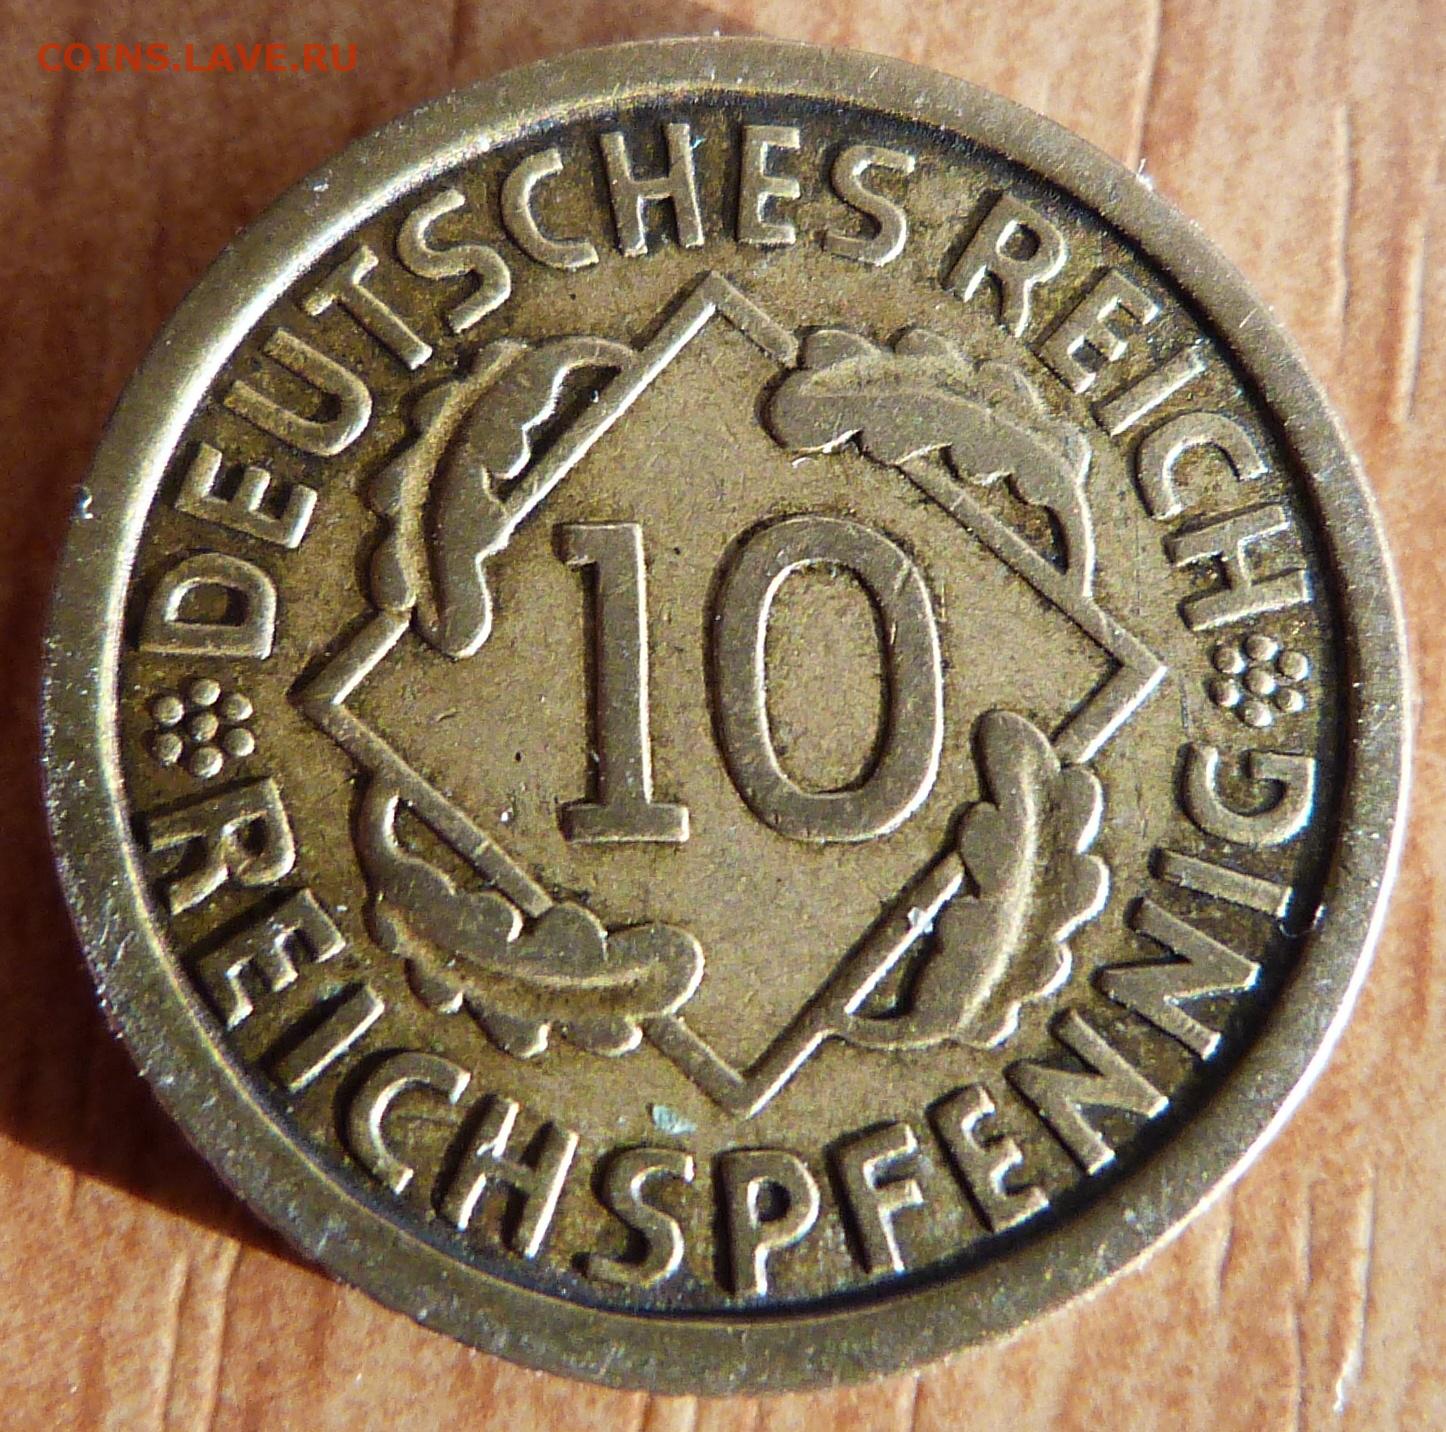 COINS.LAVE.RU
DEUTSCHES REICH
10
REICHSPFENNIG